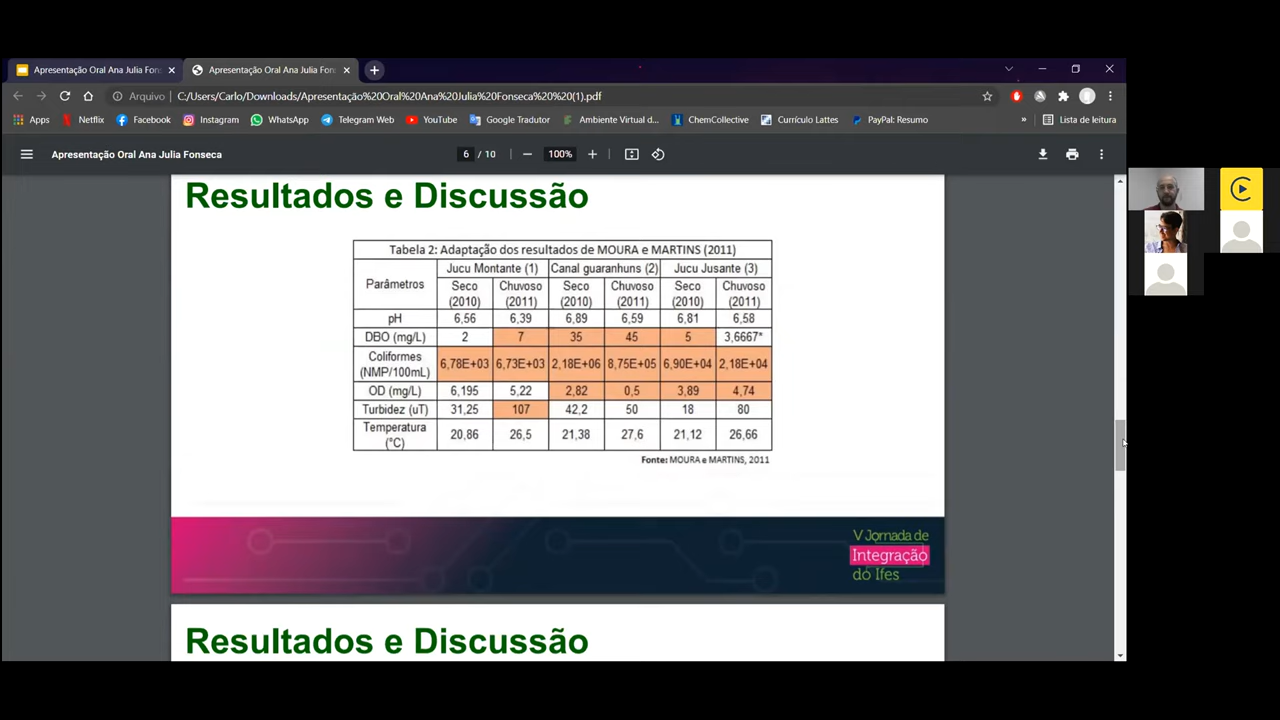 Apresentação Oral Ana Julia Fons
Apresentação Oral Ana Julia Fon
Arquivo C:/Users/Carlo/Downloads/Apresentação%20Oral%20Ana%20Julia%20Fonseca%20%20(1).pdf
Apps Netflix Facebook Instagram WhatsApp Telegram Web YouTube Google Tradutor Ambiente Virtual d... ChemCollective Currículo Lattes PayPal: Resumo » Lista de leitura
Apresentação Oral Ana Julia Fonseca 6 / 10 − 100% +
Resultados e Discussão
Tabela 2: Adaptação dos resultados de MOURA e MARTINS (2011)
Parâmetros Jucu Montante (1) Canal guaranhuns (2) Jucu Jusante (3)
Seco Chuvoso Seco Chuvoso Seco Chuvoso
(2010) (2011) (2010) (2011) (2010) (2011)
pH 6,56 6,39 6,89 6,59 6,81 6,58
DBO (mg/L) 2 7 35 45 5 3,6667*
Coliformes
(NMP/100mL) 6,78E+03 6,73E+03 2,18E+06 8,75E+05 6,90E+04 2,18E+04
OD (mg/L) 6,195 5,22 2,82 0,5 3,89 4,74
Turbidez (uT) 31,25 107 42,2 50 18 80
Temperatura
(°C) 20,86 26,5 21,38 27,6 21,12 26,66
Fonte: MOURA e MARTINS, 2011
V Jornada de
Integração
do Ifes
Resultados e Discussão